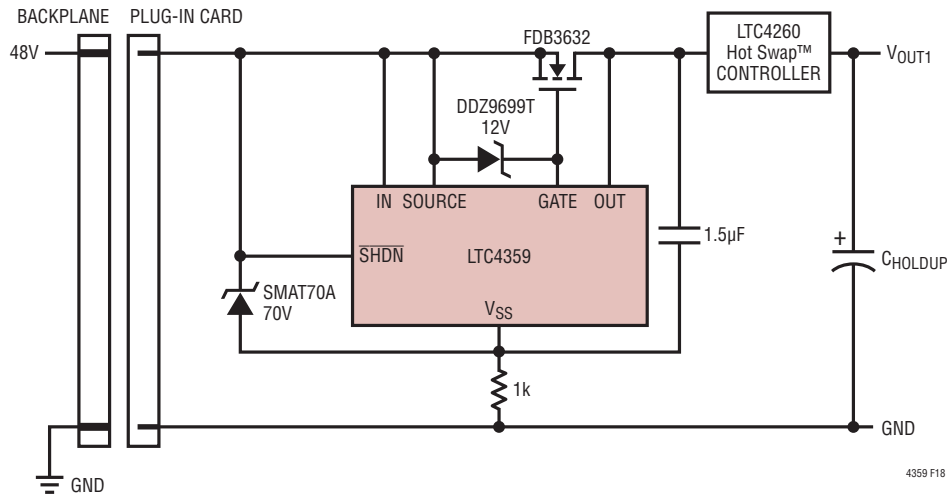 BACKPLANE PLUG-IN CARD
48V
FDB3632
LTC4260
Hot Swap™
CONTROLLER
VOUT1
DDZ9699T
12V
IN SOURCE GATE OUT
SHDN
LTC4359
1.5µF
+
CHOLDUP
SMAT70A
70V
VSS
1k
GND
GND
4359 F18